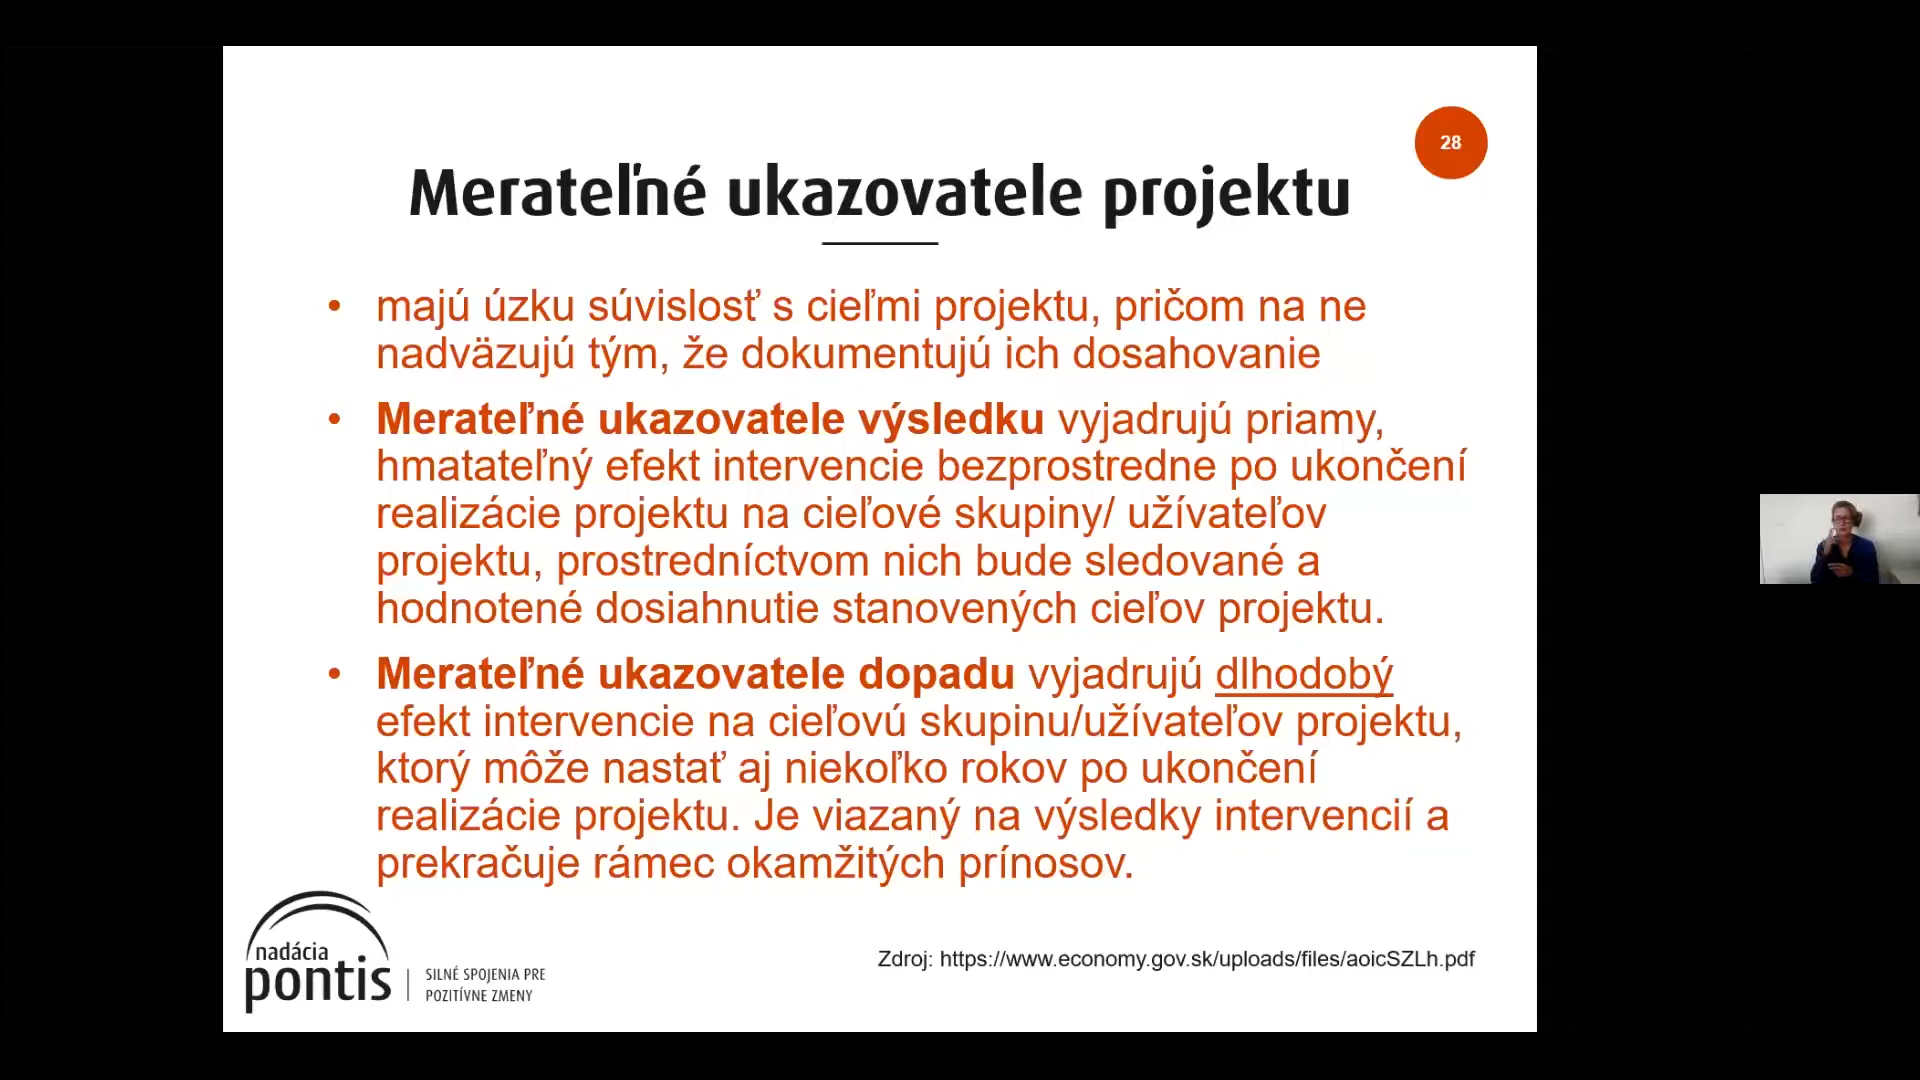 28
Merateľné ukazovatele projektu
• majú úzku súvislosť s cieľmi projektu, pričom na ne
nadväzujú tým, že dokumentujú ich dosahovanie
• Merateľné ukazovatele výsledku vyjadrujú priamy,
hmatateľný efekt intervencie bezprostredne po ukončení
realizácie projektu na cieľové skupiny/ užívateľov
projektu, prostredníctvom nich bude sledované a
hodnotené dosiahnutie stanovených cieľov projektu.
• Merateľné ukazovatele dopadu vyjadrujú dlhodobý
efekt intervencie na cieľovú skupinu/užívateľov projektu,
ktorý môže nastať aj niekoľko rokov po ukončení
realizácie projektu. Je viazaný na výsledky intervencií a
prekračuje rámec okamžitých prínosov.
nadácia
pontis
SILNÉ SPOJENIA PRE
POZITÍVNE ZMENY
Zdroj: https://www.economy.gov.sk/uploads/files/aoicSZLh.pdf